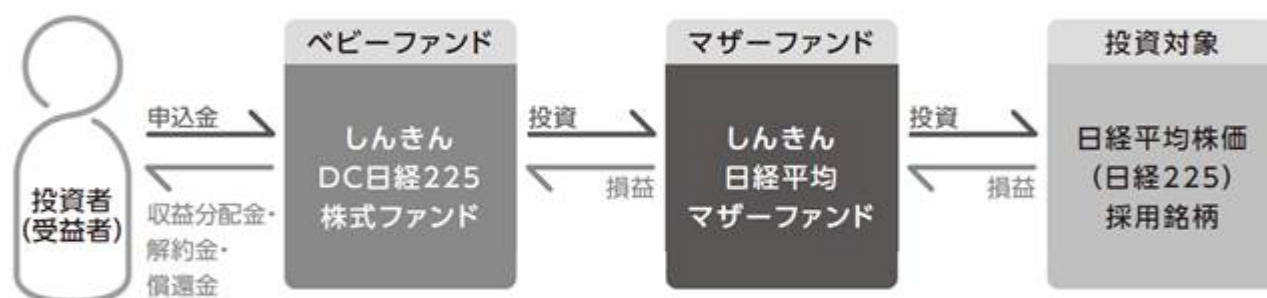 投資者
(受益者)
申込金
収益分配金・
解約金・
償還金
ベビーファンド
しんきん
DC日経225
株式ファンド
投資
損益
マザーファンド
しんきん
日経平均
マザーファンド
投資
損益
投資対象
日経平均株価
(日経225)
採用銘柄